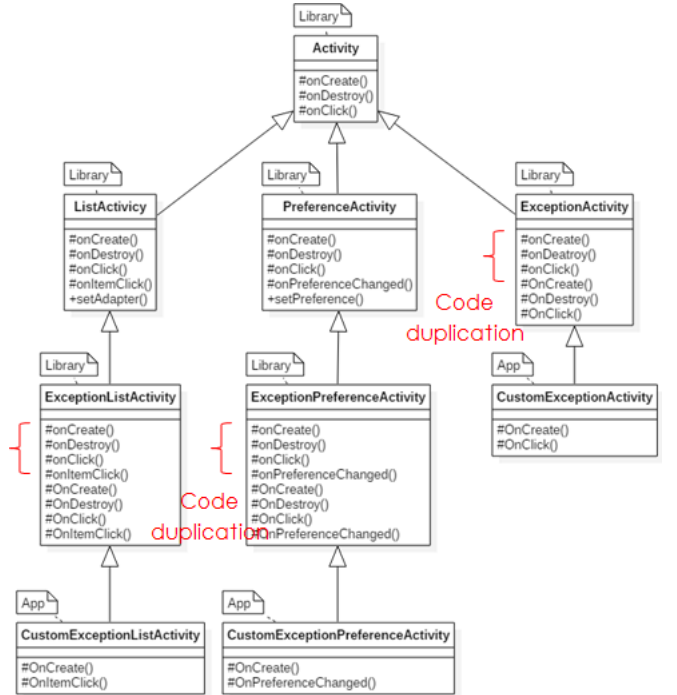 Library
Activity
#onCreate()
#onDestroy()
#onClick()
Library
ListActivicy
#onCreate()
#onDestroy()
#onClick()
#onItemClick()
+setAdapter()
Library
PreferenceActivity
#onCreate()
#onDestroy()
#onClick()
#onPreferenceChanged()
+setPreference()
Library
ExceptionActivity
#onCreate()
#onDeatroy()
#onClick()
#OnCreate()
#OnDestroy()
#OnClick()
Code
duplication
Library
ExceptionListActivity
#onCreate()
#onDestroy()
#onClick()
#onItemClick()
#OnCreate()
#OnDestroy()
#OnClick()
#OnItemClick()
Library
ExceptionPreferenceActivity
#onCreate()
#onDestroy()
#onClick()
#onPreferenceChanged()
#OnCreate()
#OnDestroy()
#OnClick()
#OnPreferenceChanged()
Code
duplication
App
CustomExceptionActivity
#OnCreate()
#OnClick()
App
CustomExceptionListActivity
#OnCreate()
#OnItemClick()
App
CustomExceptionPreferenceActivity
#OnCreate()
#OnPreferenceChanged()